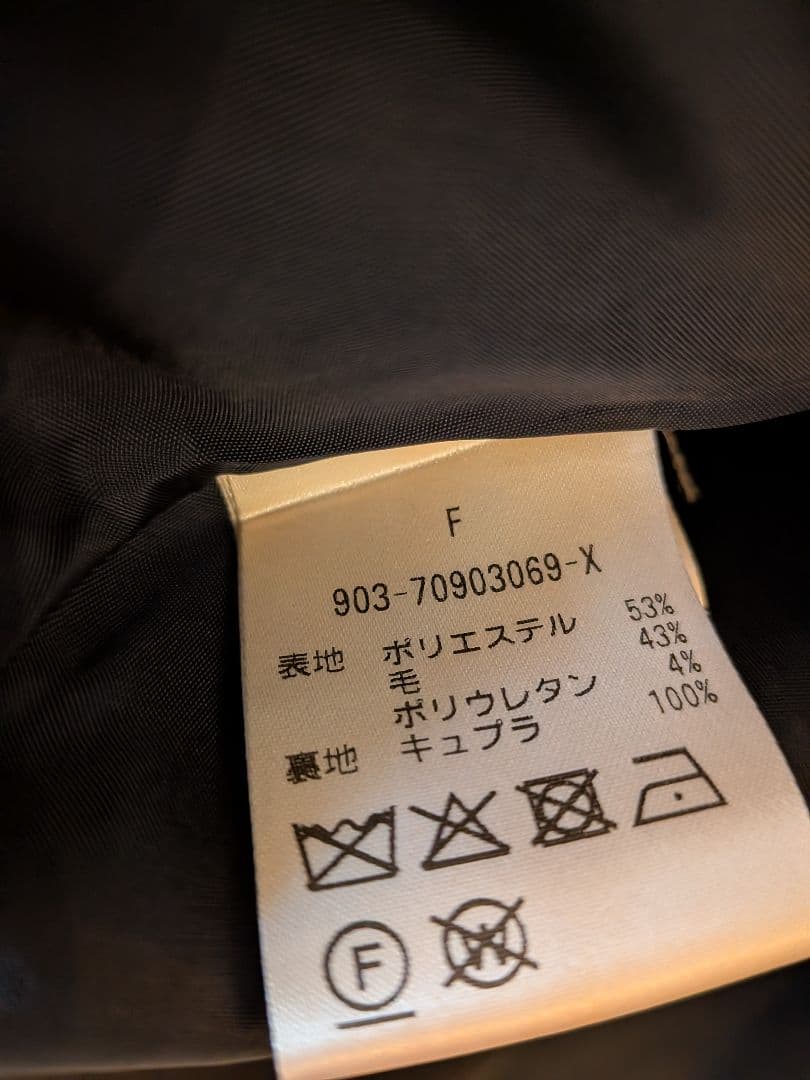 F
903-70903069-X
表地 ポリエステル 53%
毛 43%
ポリウレタン 4%
裏地 キュプラ 100%
F
W